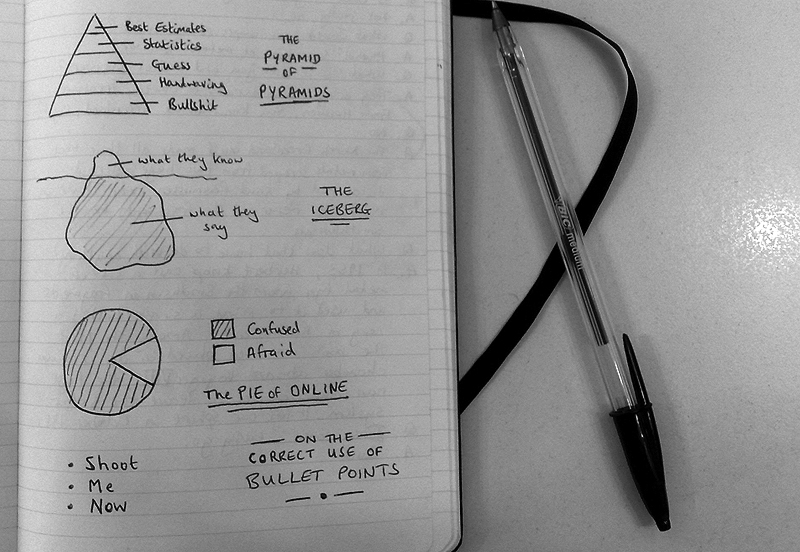 Best Estimates
Statistics
Guess
Handwaving
Bullshit
THE
PYRAMID
OF
PYRAMIDS
what they know
what they
say
THE
ICEBERG
Confused
Afraid
The PIE of ONLINE
• Shoot
• Me
• Now
ON THE
CORRECT USE OF
BULLET POINTS
medium